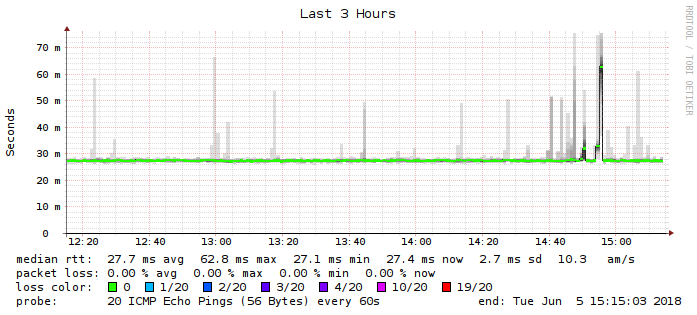 Last 3 Hours
RRDTOOL / TOBI OETIKER
Seconds
70 m
60 m
50 m
40 m
30 m
20 m
10 m
0
12:20 12:40 13:00 13:20 13:40 14:00 14:20 14:40 15:00
median rtt: 27.7 ms avg 62.8 ms max 27.1 ms min 27.4 ms now 2.7 ms sd 10.3 am/s
packet loss: 0.00 % avg 0.00 % max 0.00 % min 0.00 % now
loss color: 0 1/20 2/20 3/20 4/20 10/20 19/20
probe: 20 ICMP Echo Pings (56 Bytes) every 60s end: Tue Jun 5 15:15:03 2018